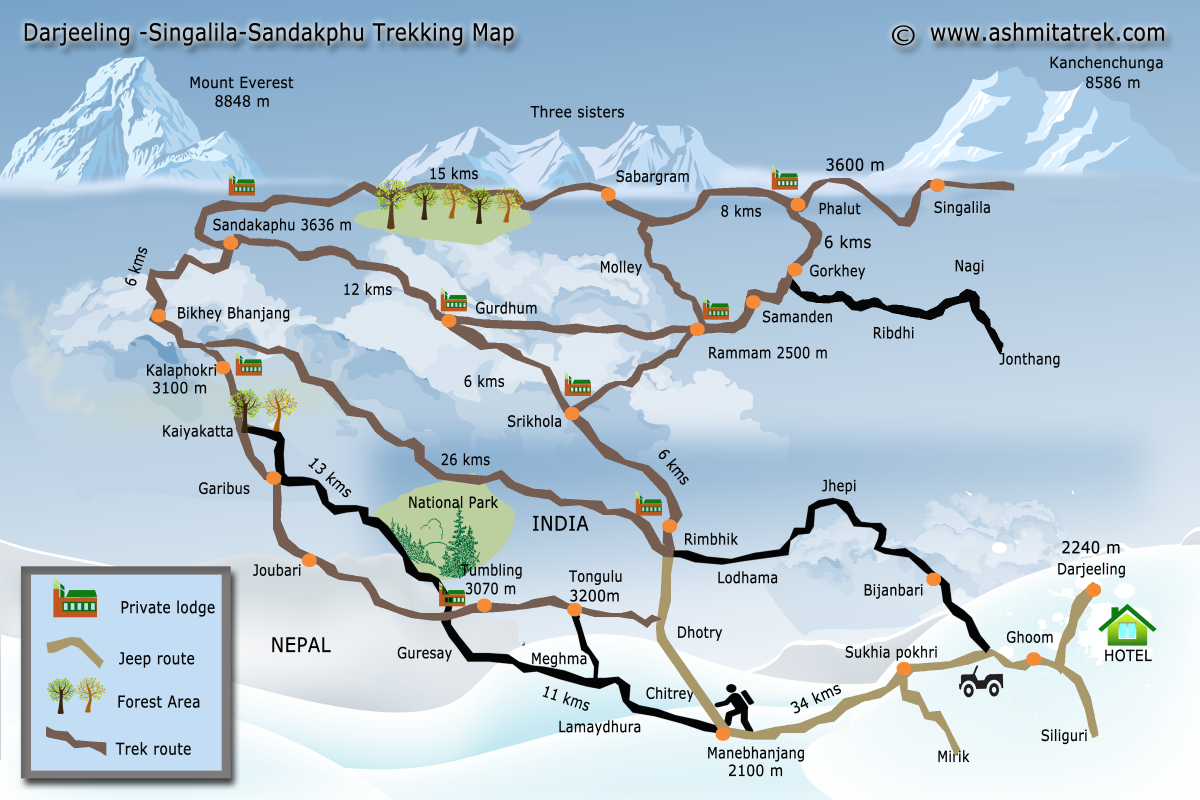 Darjeeling -Singalila-Sandakphu Trekking Map
© www.ashmitatrek.com
Mount Everest
8848 m
Three sisters
Kanchenchunga
8586 m
15 kms
Sabargram
3600 m
8 kms
Phalut
Singalila
Sandakaphu 3636 m
6 kms
6 kms
Molley
Gorkhey
Nagi
12 kms
Gurdhum
Bikhey Bhanjang
Samanden
Ribdhi
Rammam 2500 m
Jonthang
Kalaphokri
3100 m
6 kms
Srikhola
Kaiyakatta
26 kms
13 kms
6 kms
Garibus
National Park
INDIA
Jhepi
Rimbhik
Lodhama
Joubari
Tumbling
3070 m
Tongulu
3200m
Bijanbari
2240 m
Darjeeling
Private lodge
Jeep route
Forest Area
Trek route
NEPAL
Guresay
Meghma
Dhotry
Sukhia pokhri
Ghoom
HOTEL
11 kms
Chitrey
34 kms
Lamaydhura
Manebhanjang
2100 m
Mirik
Siliguri